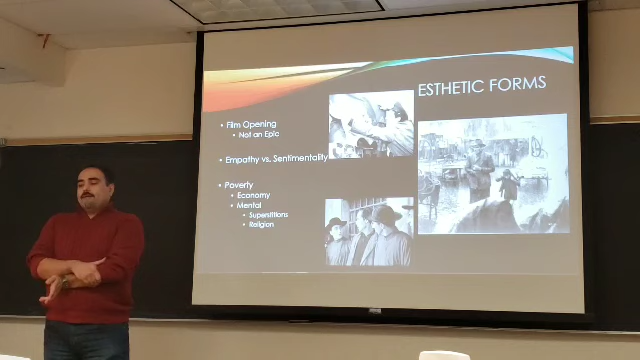 ESTHETIC FORMS
• Film Opening
• Not an Epic
• Empathy vs. Sentimentality
• Poverty
• Economy
• Mental
• Superstitions
• Religion